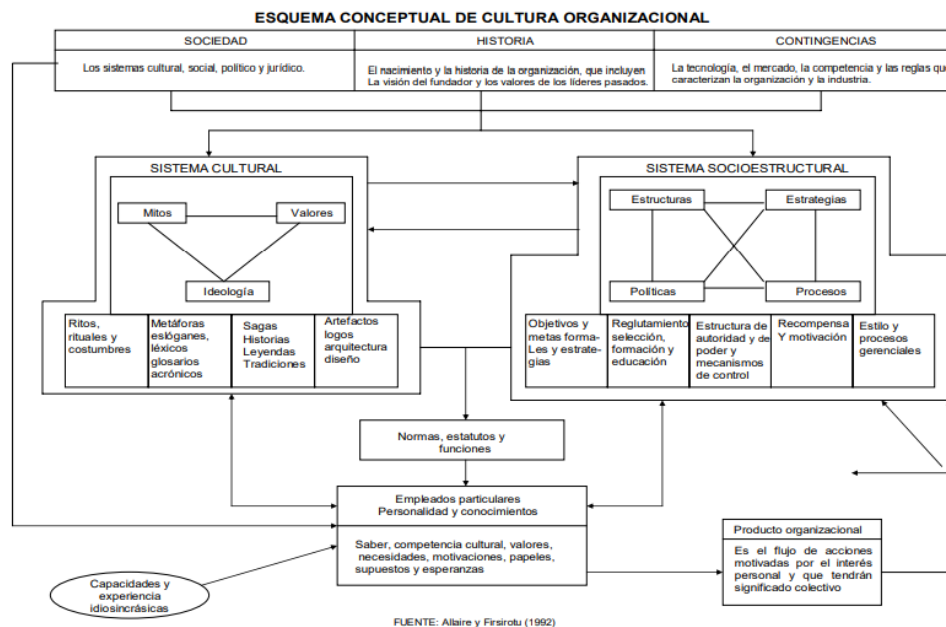 ESQUEMA CONCEPTUAL DE CULTURA ORGANIZACIONAL
SOCIEDAD
HISTORIA
CONTINGENCIAS
Los sistemas cultural, social, político y jurídico.
El nacimiento y la historia de la organización, que incluyen
La visión del fundador y los valores de los líderes pasados.
La tecnología, el mercado, la competencia y las reglas que
caracterizan la organización y la industria.
SISTEMA CULTURAL
Mitos
Valores
Ideología
Ritos,
rituales y
costumbres
Metáforas
eslóganes,
léxicos
glosarios
acrónicos
Sagas
Historias
Leyendas
Tradiciones
Artefactos
logos
arquitectura
diseño
SISTEMA SOCIOESTRUCTURAL
Estructuras
Estrategias
Políticas
Procesos
Objetivos y
metas forma-
Les y estrate-
gias
Reglutamiento
selección,
formación y
educación
Estructura de
autoridad y de
poder y
mecanismos
de control
Recompensa
Y motivación
Estilo y
procesos
gerenciales
Normas, estatutos y
funciones
Empleados particulares
Personalidad y conocimientos
Saber, competencia cultural, valores,
necesidades, motivaciones, papeles,
supuestos y esperanzas
Capacidades y
experiencia
idiosincrásicas
Producto organizacional
Es el flujo de acciones
motivadas por el interés
personal y que tendrán
significado colectivo
FUENTE: Allaire y Firsirotu (1992)